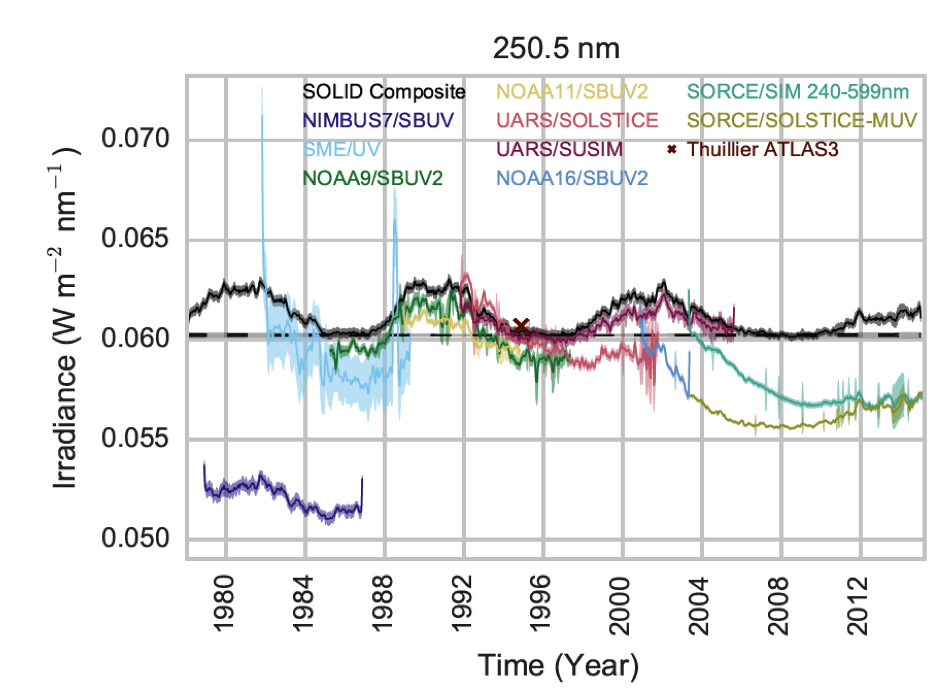 250.5 nm
SOLID Composite NOAA11/SBUV2 SORCE/SIM 240-599nm
NIMBUS7/SBUV UARS/SOLSTICE SORCE/SOLSTICE-MUV
SME/UV UARS/SUSIM × Thuillier ATLAS3
NOAA9/SBUV2 NOAA16/SBUV2
0.070
0.065
0.060
0.055
0.050
Irradiance (W m⁻² nm⁻¹)
1980 1984 1988 1992 1996 2000 2004 2008 2012
Time (Year)